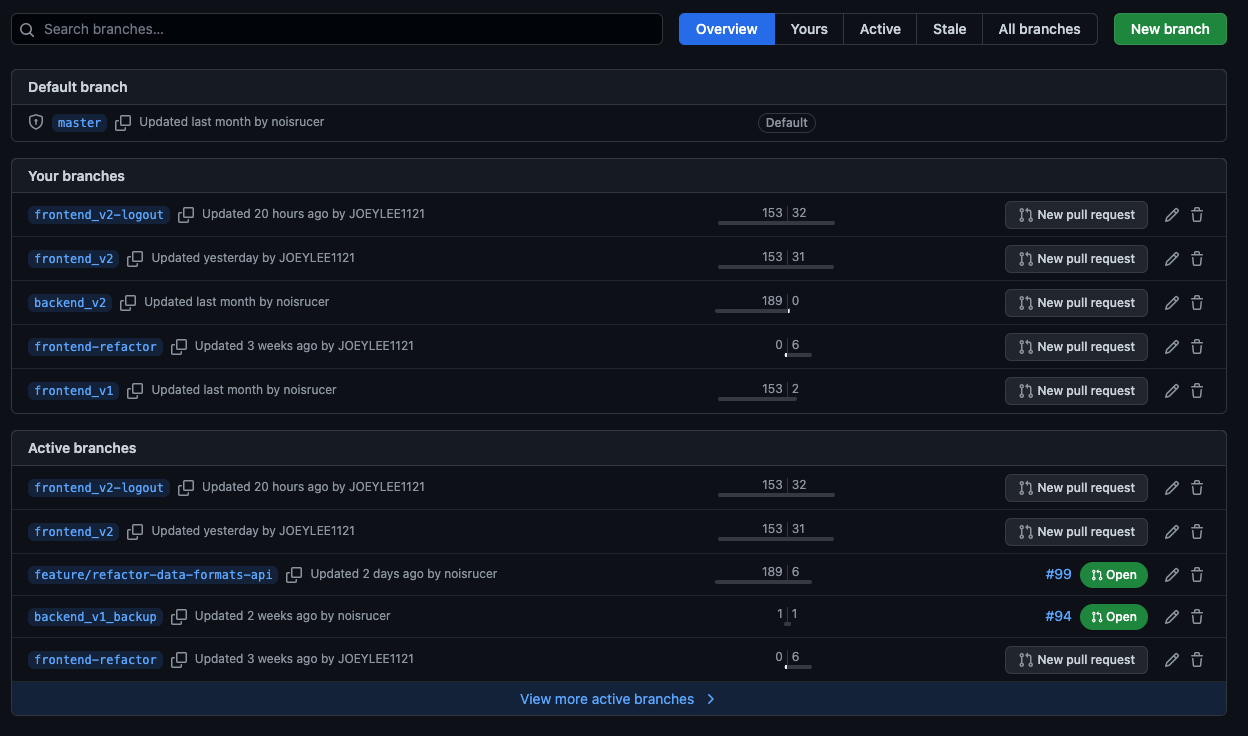 Search branches...
Overview Yours Active Stale All branches New branch
Default branch
master Updated last month by noisrucer Default
Your branches
frontend_v2-logout Updated 20 hours ago by JOEYLEE1121 153 32 New pull request
frontend_v2 Updated yesterday by JOEYLEE1121 153 31 New pull request
backend_v2 Updated last month by noisrucer 189 0 New pull request
frontend-refactor Updated 3 weeks ago by JOEYLEE1121 0 6 New pull request
frontend_v1 Updated last month by noisrucer 153 2 New pull request
Active branches
frontend_v2-logout Updated 20 hours ago by JOEYLEE1121 153 32 New pull request
frontend_v2 Updated yesterday by JOEYLEE1121 153 31 New pull request
feature/refactor-data-formats-api Updated 2 days ago by noisrucer 189 6 #99 Open
backend_v1_backup Updated 2 weeks ago by noisrucer 1 1 #94 Open
frontend-refactor Updated 3 weeks ago by JOEYLEE1121 0 6 New pull request
View more active branches